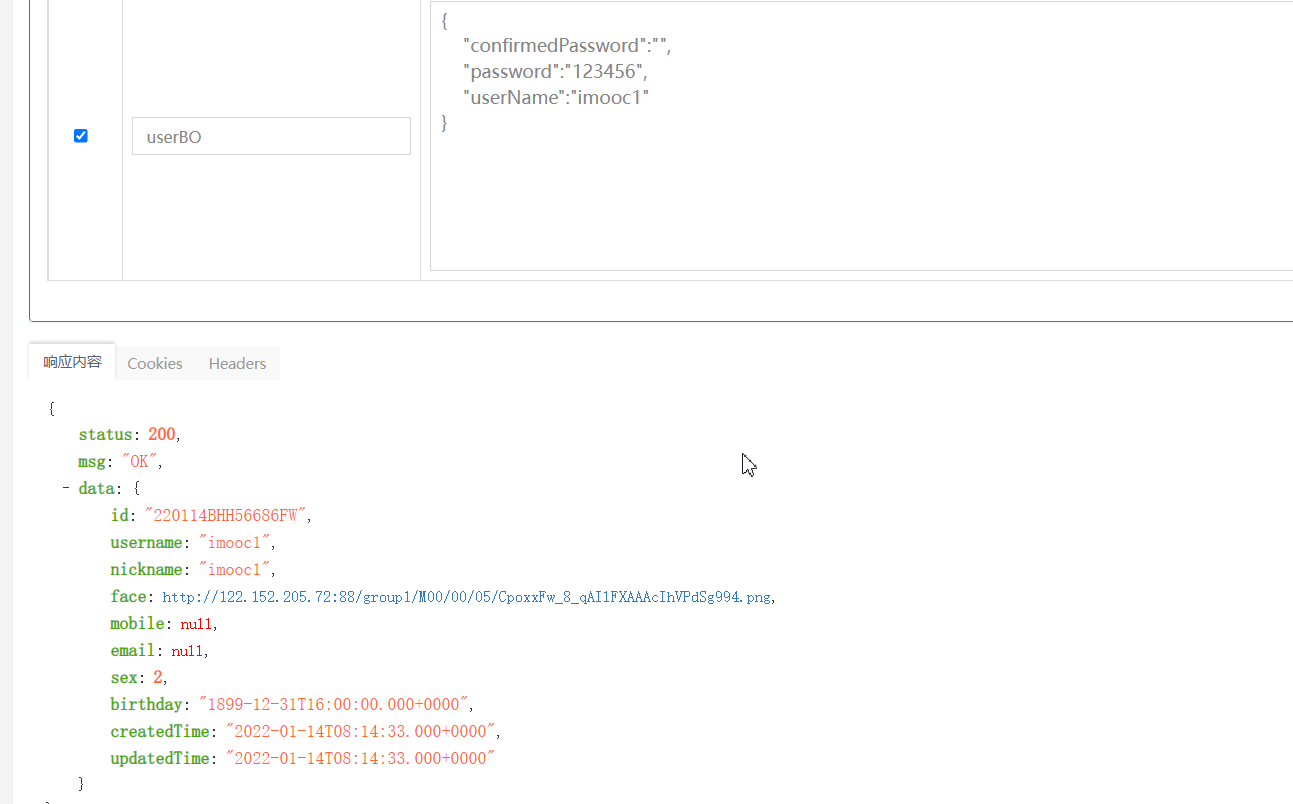 {
"confirmedPassword":"",
"password":"123456",
"userName":"imooc1"
}
userBO
响应内容 Cookies Headers
{
status: 200,
msg: "OK",
- data: {
id: "220114BHH56686FW",
username: "imooc1",
nickname: "imooc1",
face: http://122.152.205.72:88/group1/M00/00/05/CpoxxFw_8_qAI1FXAAAcIhVPdSg994.png,
mobile: null,
email: null,
sex: 2,
birthday: "1899-12-31T16:00:00.000+0000",
createdTime: "2022-01-14T08:14:33.000+0000",
updatedTime: "2022-01-14T08:14:33.000+0000"
}